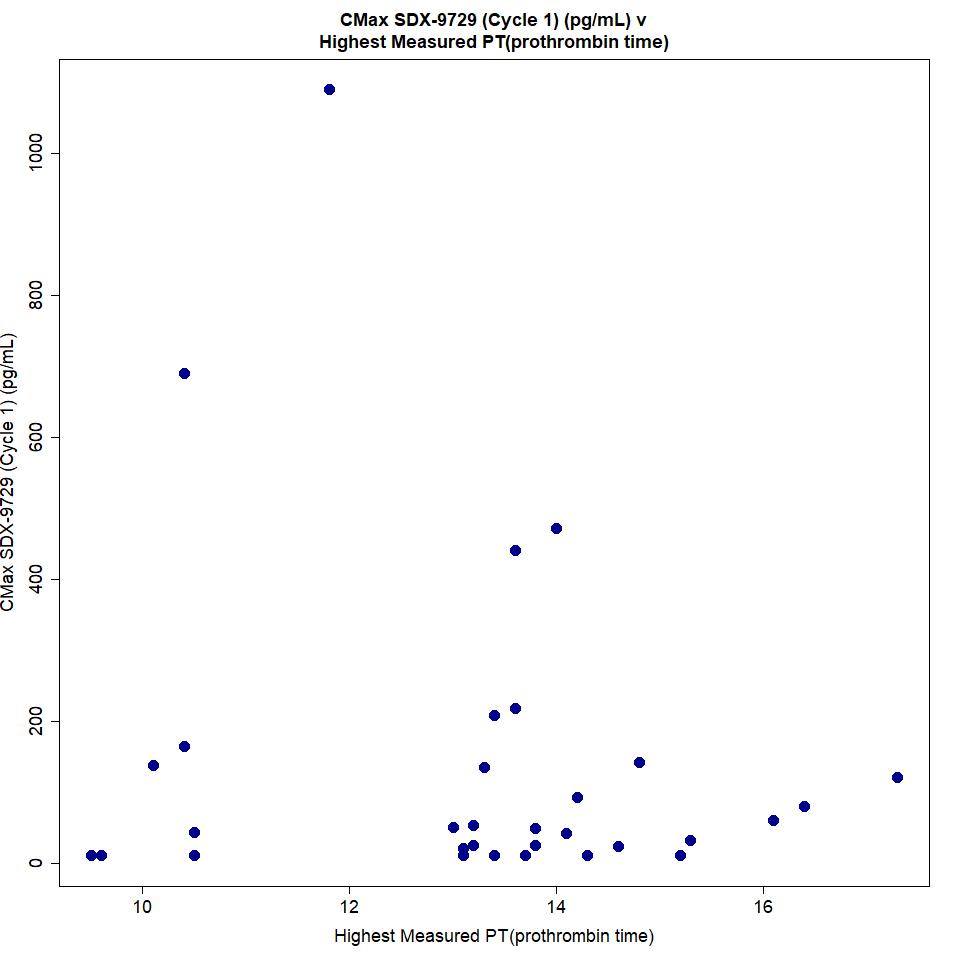 CMax SDX-9729 (Cycle 1) (pg/mL) v
Highest Measured PT(prothrombin time)
CMax SDX-9729 (Cycle 1) (pg/mL)
1000
800
600
400
200
0
10
12
14
16
Highest Measured PT(prothrombin time)